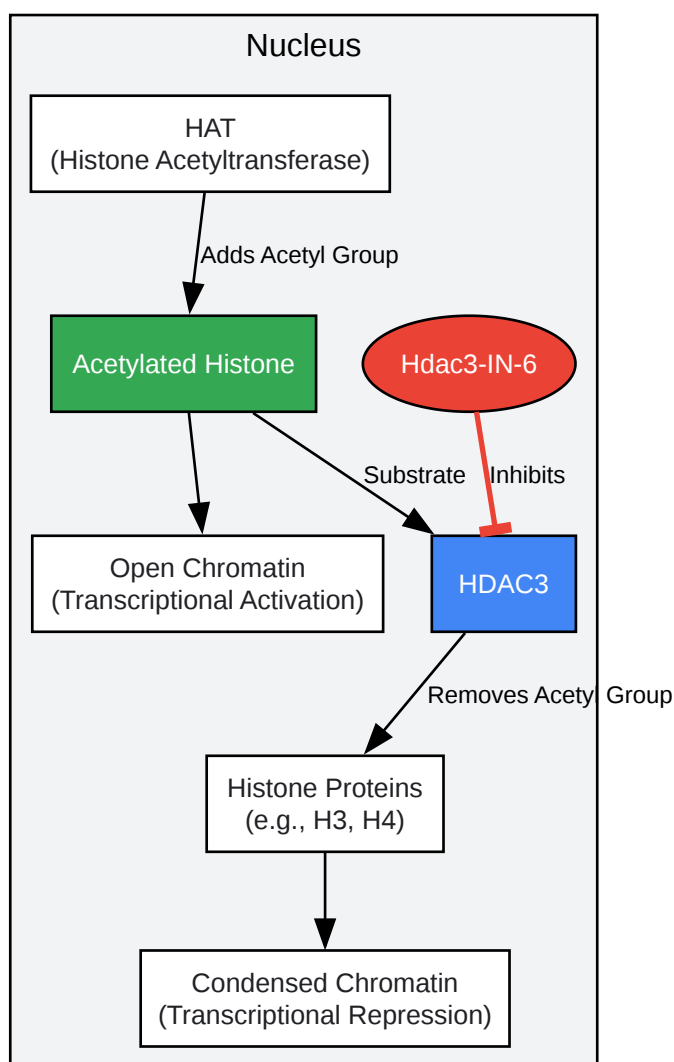 Nucleus
HAT
(Histone Acetyltransferase)
Adds Acetyl Group
Acetylated Histone
Hdac3-IN-6
Substrate
Inhibits
Open Chromatin
(Transcriptional Activation)
HDAC3
Removes Acetyl Group
Histone Proteins
(e.g., H3, H4)
Condensed Chromatin
(Transcriptional Repression)